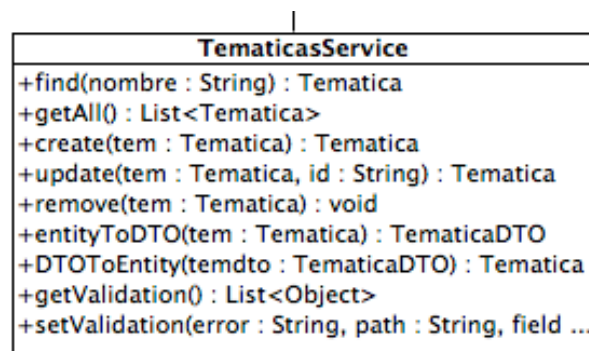 TematicasService
+find(nombre : String) : Tematica
+getAll() : List<Tematica>
+create(tem : Tematica) : Tematica
+update(tem : Tematica, id : String) : Tematica
+remove(tem : Tematica) : void
+entityToDTO(tem : Tematica) : TematicaDTO
+DTOToEntity(temdto : TematicaDTO) : Tematica
+getValidation() : List<Object>
+setValidation(error : String, path : String, field ...